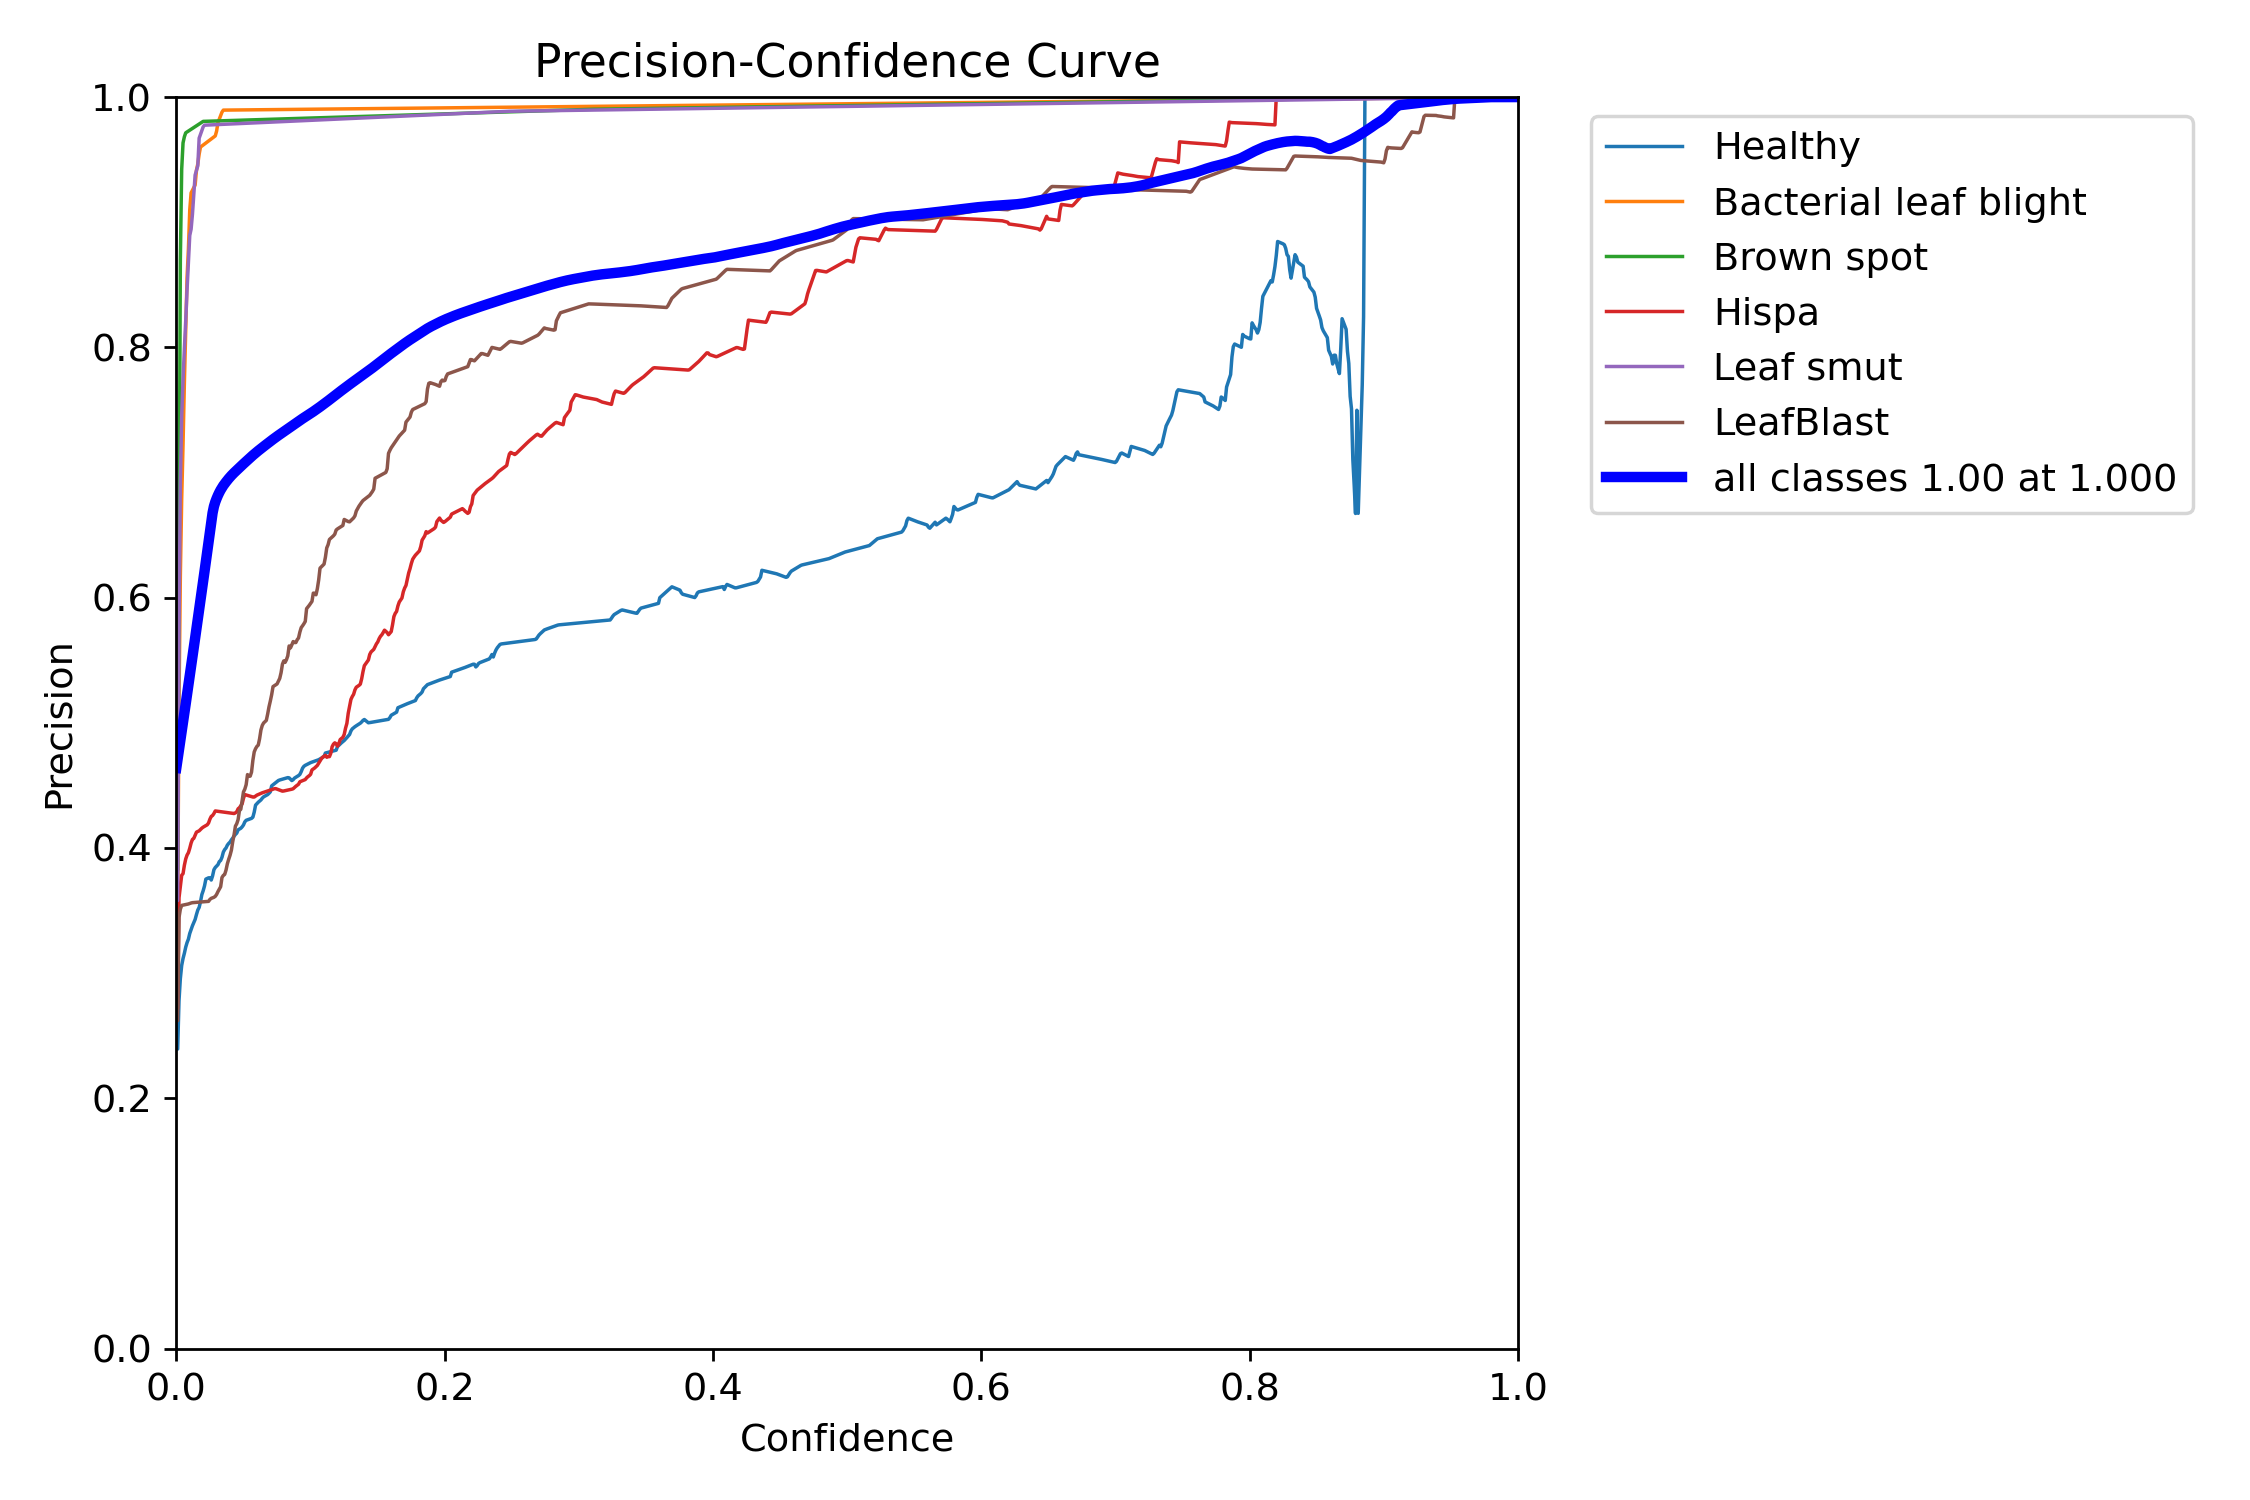 Precision-Confidence Curve
1.0
0.8
0.6
0.4
0.2
0.0
Precision
0.0 0.2 0.4 0.6 0.8 1.0
Confidence
Healthy
Bacterial leaf blight
Brown spot
Hispa
Leaf smut
LeafBlast
all classes 1.00 at 1.000